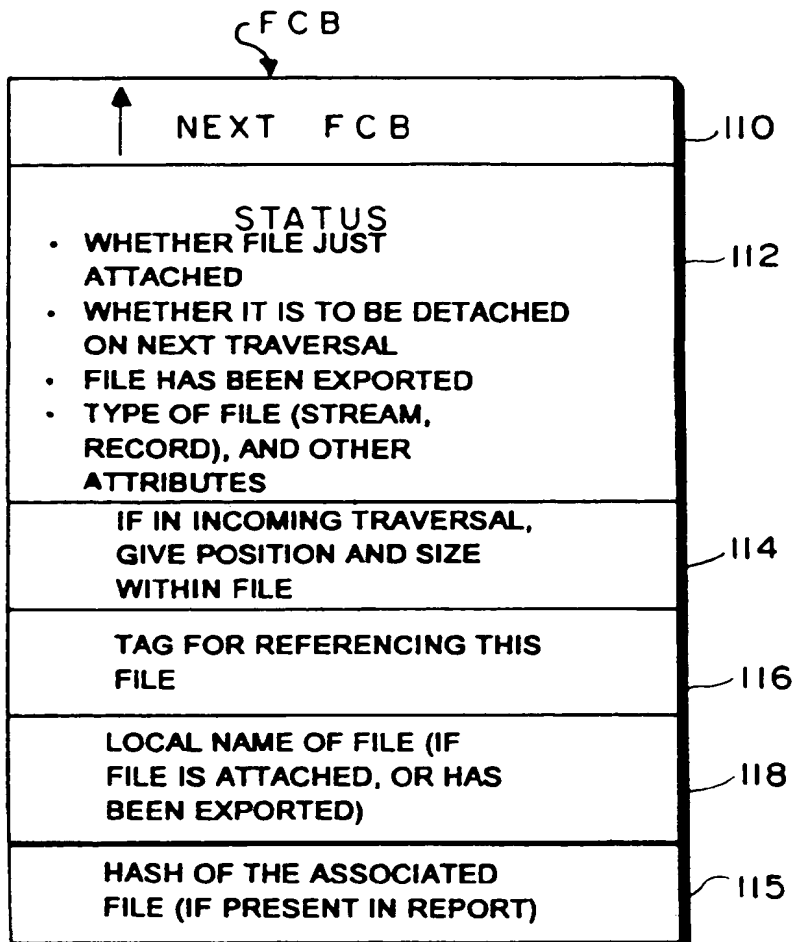 FCB
NEXT FCB
110
STATUS
112
• WHETHER FILE JUST
ATTACHED
• WHETHER IT IS TO BE DETACHED
ON NEXT TRAVERSAL
• FILE HAS BEEN EXPORTED
• TYPE OF FILE (STREAM,
RECORD), AND OTHER
ATTRIBUTES
IF IN INCOMING TRAVERSAL,
GIVE POSITION AND SIZE
WITHIN FILE
114
TAG FOR REFERENCING THIS
FILE
116
LOCAL NAME OF FILE (IF
FILE IS ATTACHED, OR HAS
BEEN EXPORTED)
118
HASH OF THE ASSOCIATED
FILE (IF PRESENT IN REPORT)
115